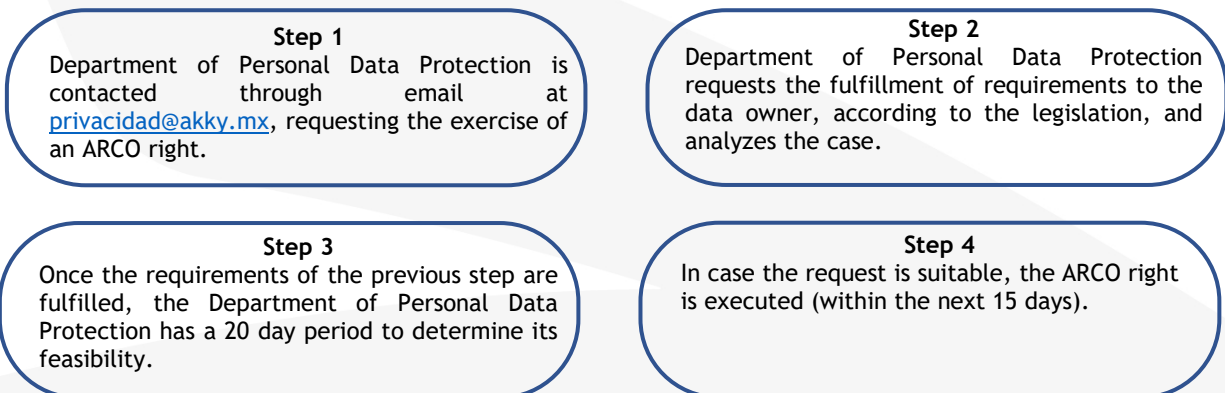 Step 1
Department of Personal Data Protection is
contacted through email at
privacidad@akky.mx, requesting the exercise of
an ARCO right.
Step 2
Department of Personal Data Protection
requests the fulfillment of requirements to the
data owner, according to the legislation, and
analyzes the case.
Step 3
Once the requirements of the previous step are
fulfilled, the Department of Personal Data
Protection has a 20 day period to determine its
feasibility.
Step 4
In case the request is suitable, the ARCO right
is executed (within the next 15 days).